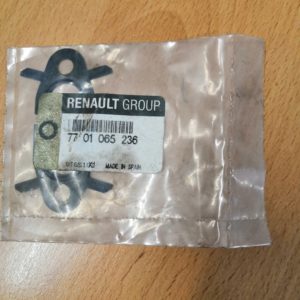 RENAULT GROUP
77 01 065 236
MADE IN SPAIN